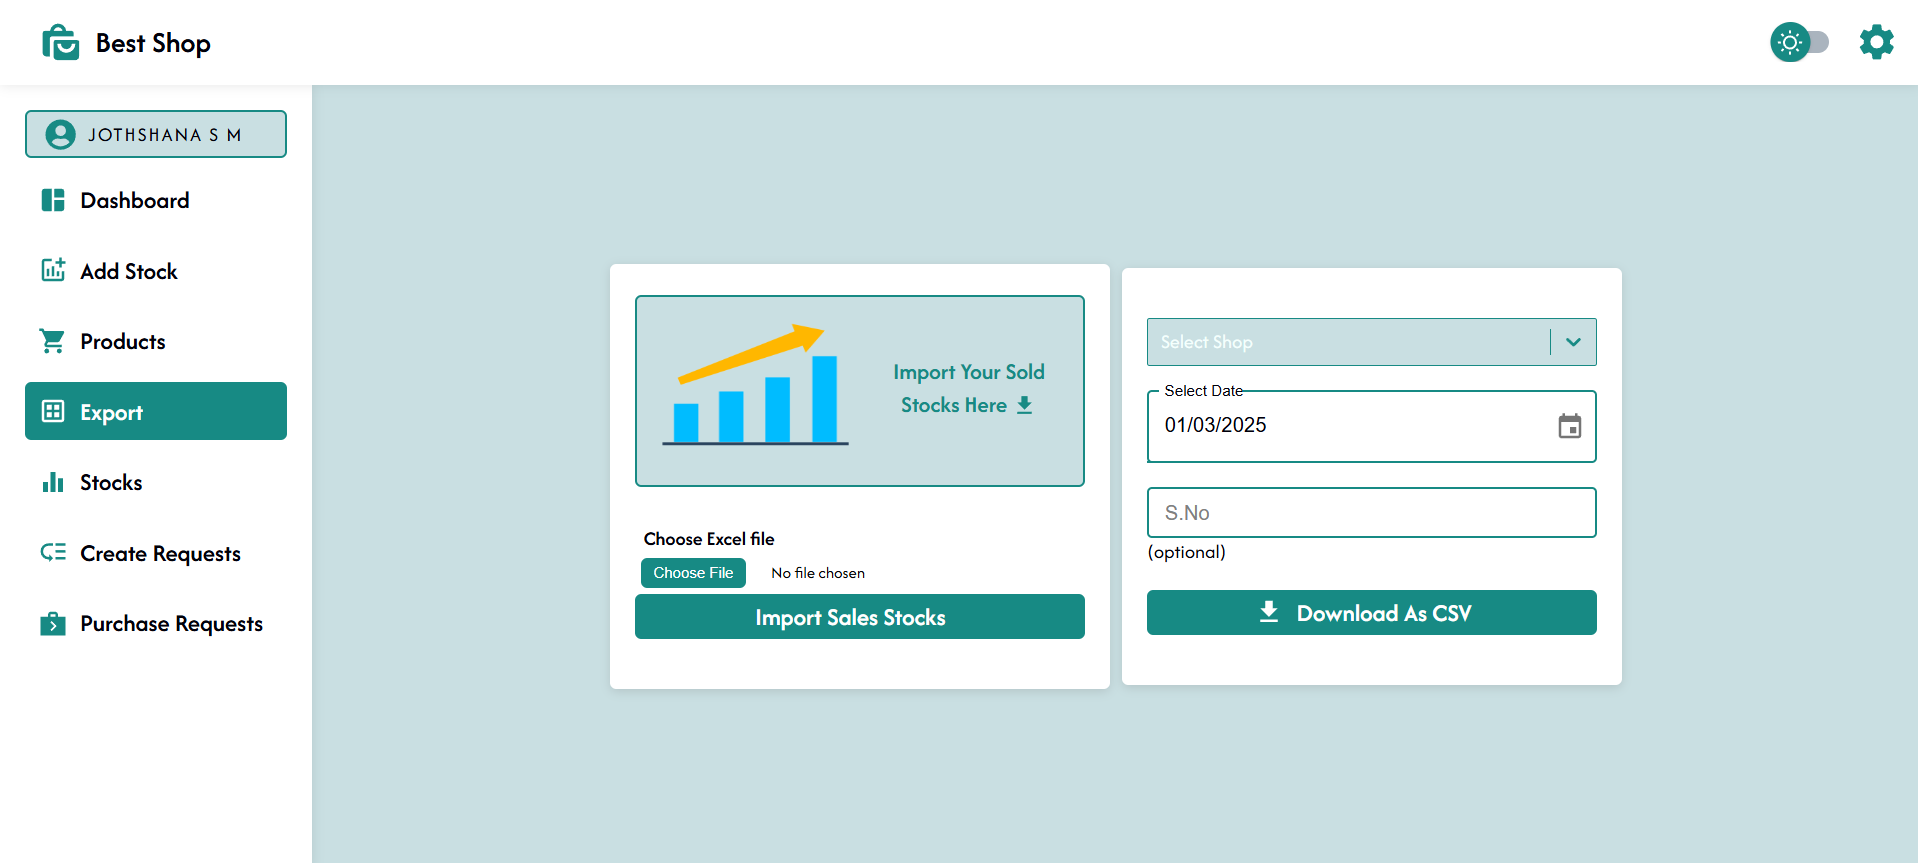 Best Shop
JOTHSHANA S M
Dashboard
Add Stock
Products
Export
Stocks
Create Requests
Purchase Requests
Import Your Sold
Stocks Here
Choose Excel file
Choose File No file chosen
Import Sales Stocks
Select Shop
Select Date
01/03/2025
S.No
(optional)
Download As CSV